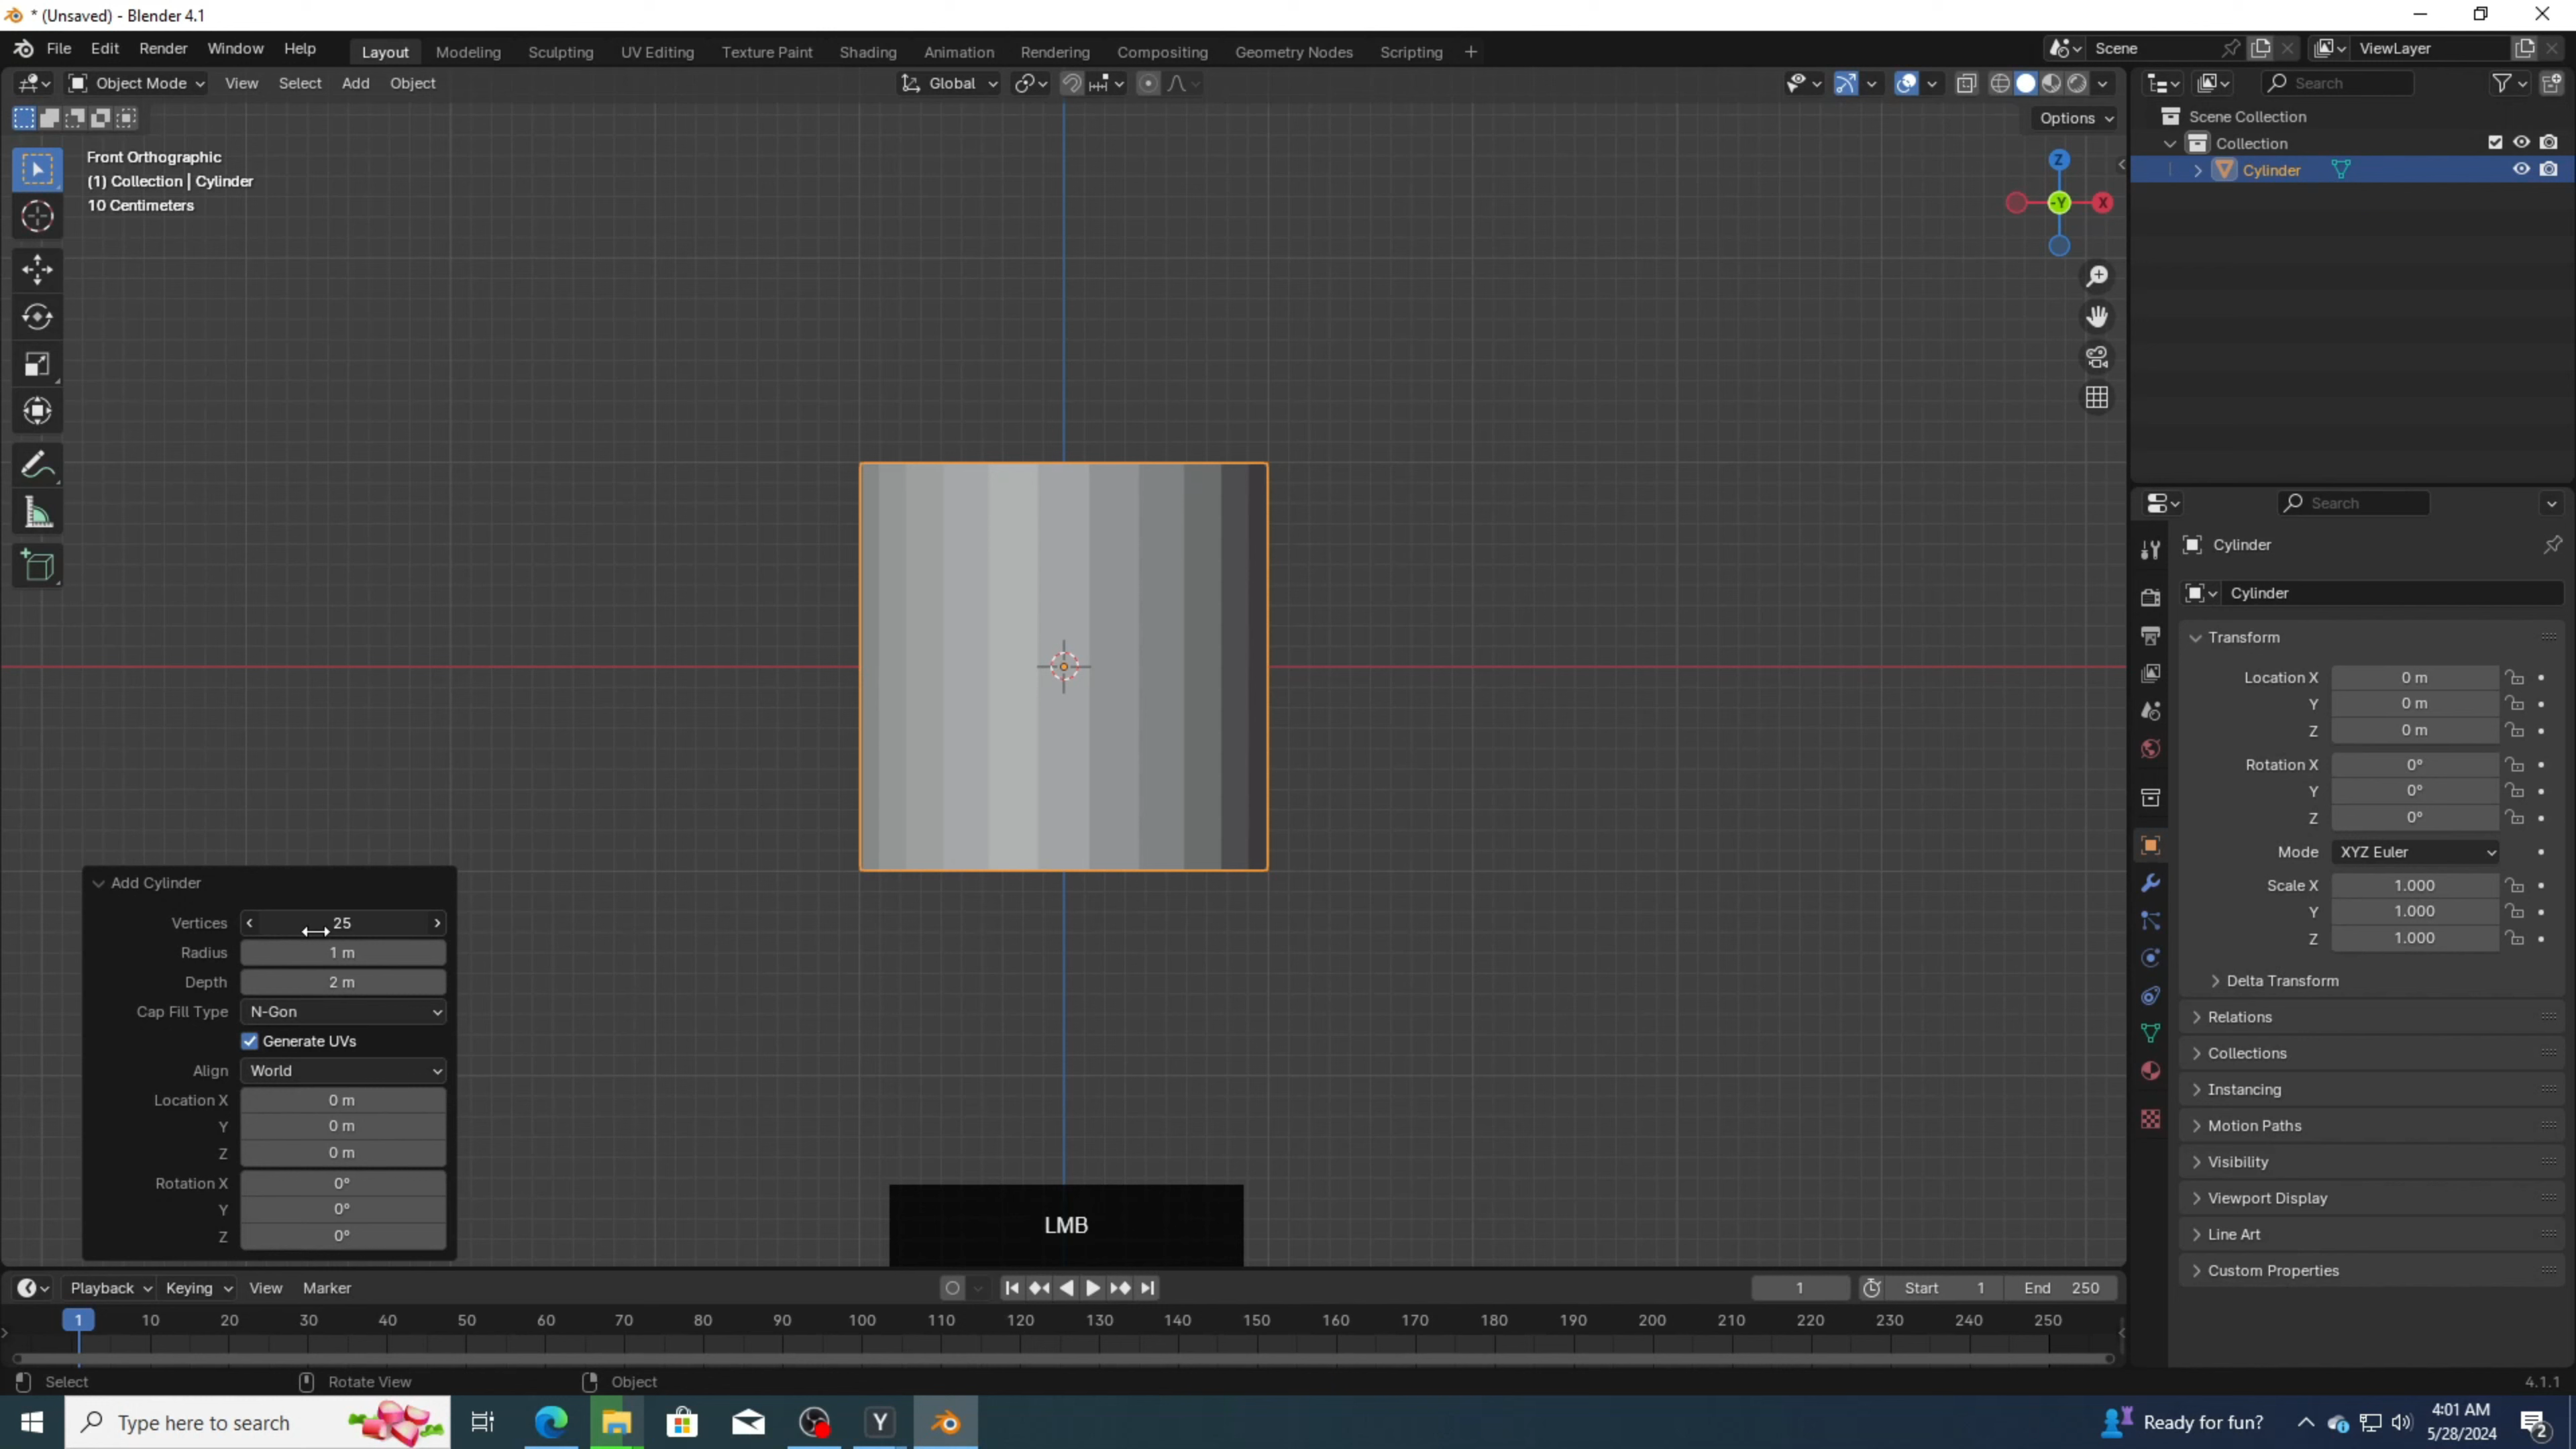 * (Unsaved) - Blender 4.1
File Edit Render Window Help Layout Modeling Sculpting UV Editing Texture Paint Shading Animation Rendering Compositing Geometry Nodes Scripting + Scene ViewLayer
Object Mode View Select Add Object Global Search
Options
Scene Collection
Collection
Cylinder
Front Orthographic
(1) Collection | Cylinder
10 Centimeters
Z
-Y X
Search
Cylinder
Cylinder
Transform
Location X 0 m
Y 0 m
Z 0 m
Rotation X 0°
Y 0°
Z 0°
Mode XYZ Euler
Scale X 1.000
Y 1.000
Z 1.000
Delta Transform
Relations
Collections
Instancing
Motion Paths
Visibility
Viewport Display
Line Art
Custom Properties
Add Cylinder
Vertices 25
Radius 1 m
Depth 2 m
Cap Fill Type N-Gon
Generate UVs
Align World
Location X 0 m
Y 0 m
Z 0 m
Rotation X 0°
Y 0°
Z 0°
LMB
Playback Keying View Marker 1 Start 1 End 250
1 10 20 30 40 50 60 70 80 90 100 110 120 130 140 150 160 170 180 190 200 210 220 230 240 250
Select Rotate View Object 4.1.1
Type here to search Y Ready for fun? 4:01 AM
5/28/2024 2